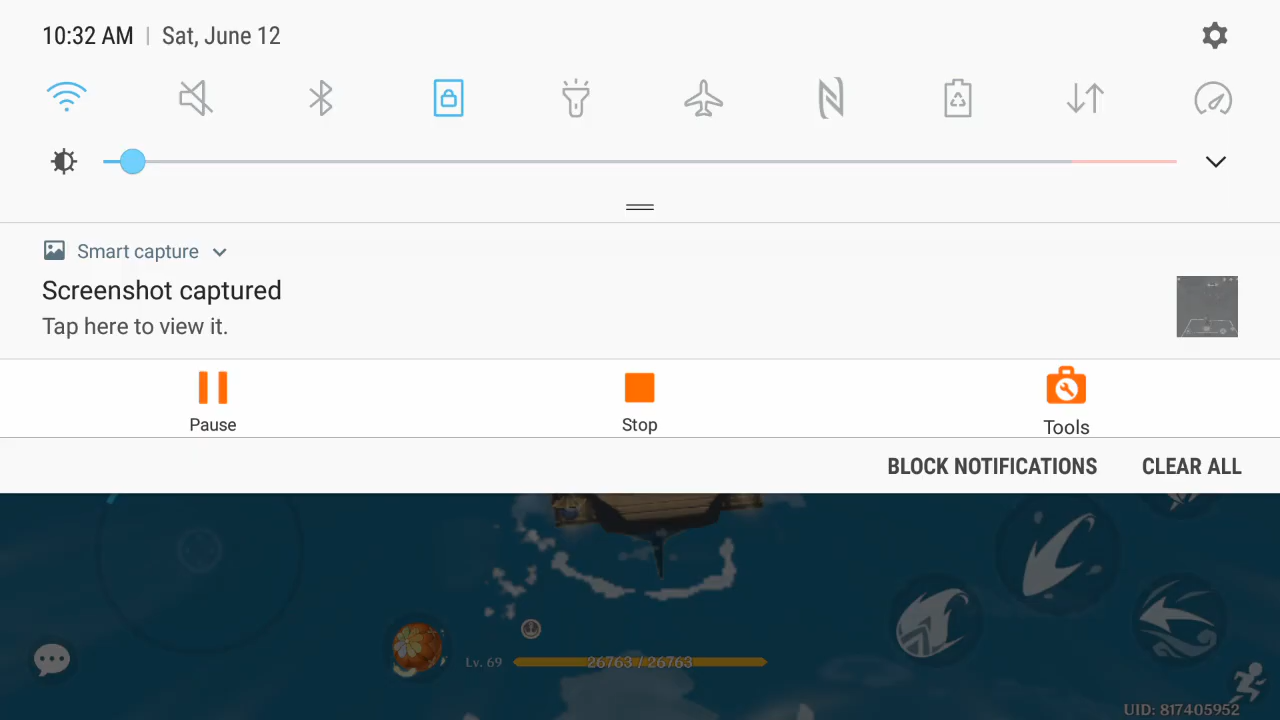 10:32 AM | Sat, June 12
Smart capture
Screenshot captured
Tap here to view it.
Pause
Stop
Tools
BLOCK NOTIFICATIONS
CLEAR ALL
Lv. 69
26763 / 26763
UID: 817405952